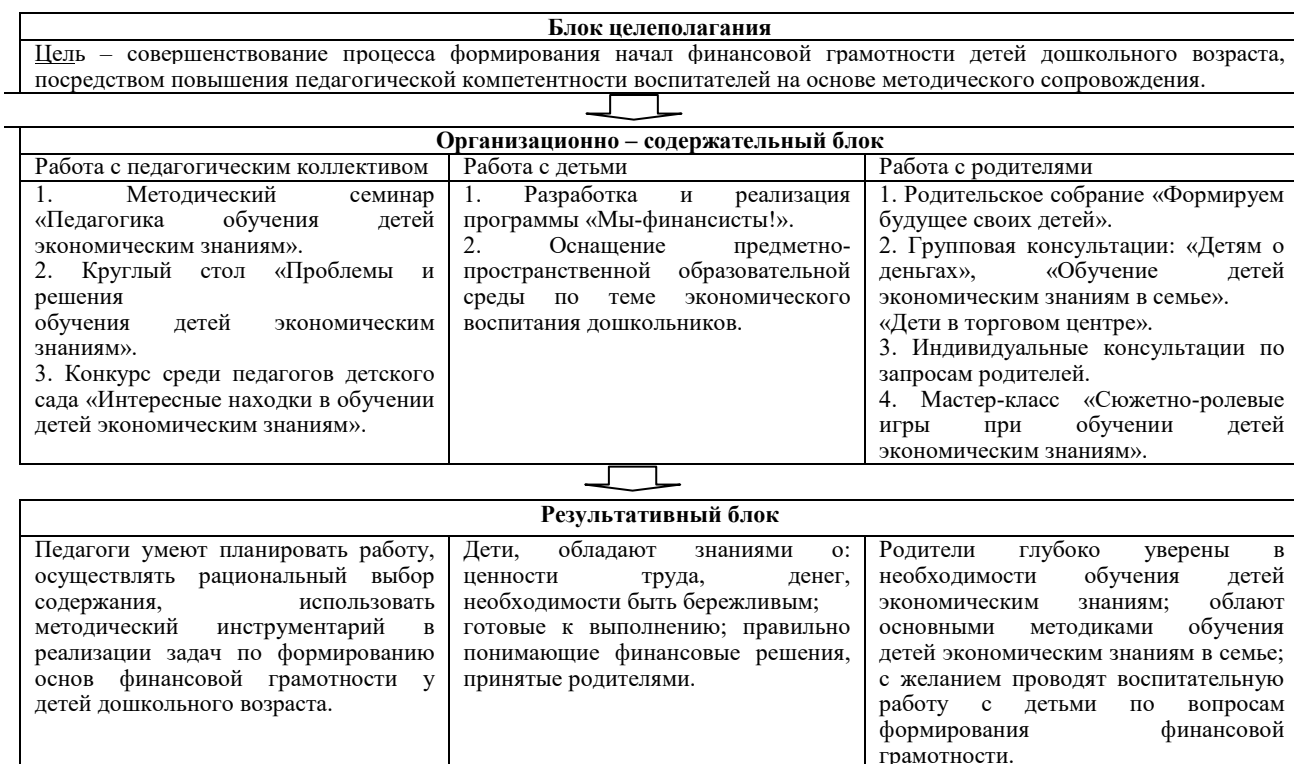 Блок целеполагания
Цель – совершенствование процесса формирования начал финансовой грамотности детей дошкольного возраста,
посредством повышения педагогической компетентности воспитателей на основе методического сопровождения.
Организационно – содержательный блок
Работа с педагогическим коллективом
1. Методический семинар
«Педагогика обучения детей
экономическим знаниям».
2. Круглый стол «Проблемы и
решения
обучения детей экономическим
знаниям».
3. Конкурс среди педагогов детского
сада «Интересные находки в обучении
детей экономическим знаниям».
Работа с детьми
1. Разработка и реализация
программы «Мы-финансисты!».
2. Оснащение предметно-
пространственной образовательной
среды по теме экономического
воспитания дошкольников.
Работа с родителями
1. Родительское собрание «Формируем
будущее своих детей».
2. Групповая консультации: «Детям о
деньгах», «Обучение детей
экономическим знаниям в семье».
«Дети в торговом центре».
3. Индивидуальные консультации по
запросам родителей.
4. Мастер-класс «Сюжетно-ролевые
игры при обучении детей
экономическим знаниям».
Результативный блок
Педагоги умеют планировать работу,
осуществлять рациональный выбор
содержания, использовать
методический инструментарий в
реализации задач по формированию
основ финансовой грамотности у
детей дошкольного возраста.
Дети, обладают знаниями о:
ценности труда, денег,
необходимости быть бережливым;
готовые к выполнению; правильно
понимающие финансовые решения,
принятые родителями.
Родители глубоко уверены в
необходимости обучения детей
экономическим знаниям; облают
основными методиками обучения
детей экономическим знаниям в семье;
с желанием проводят воспитательную
работу с детьми по вопросам
формирования финансовой
грамотности.